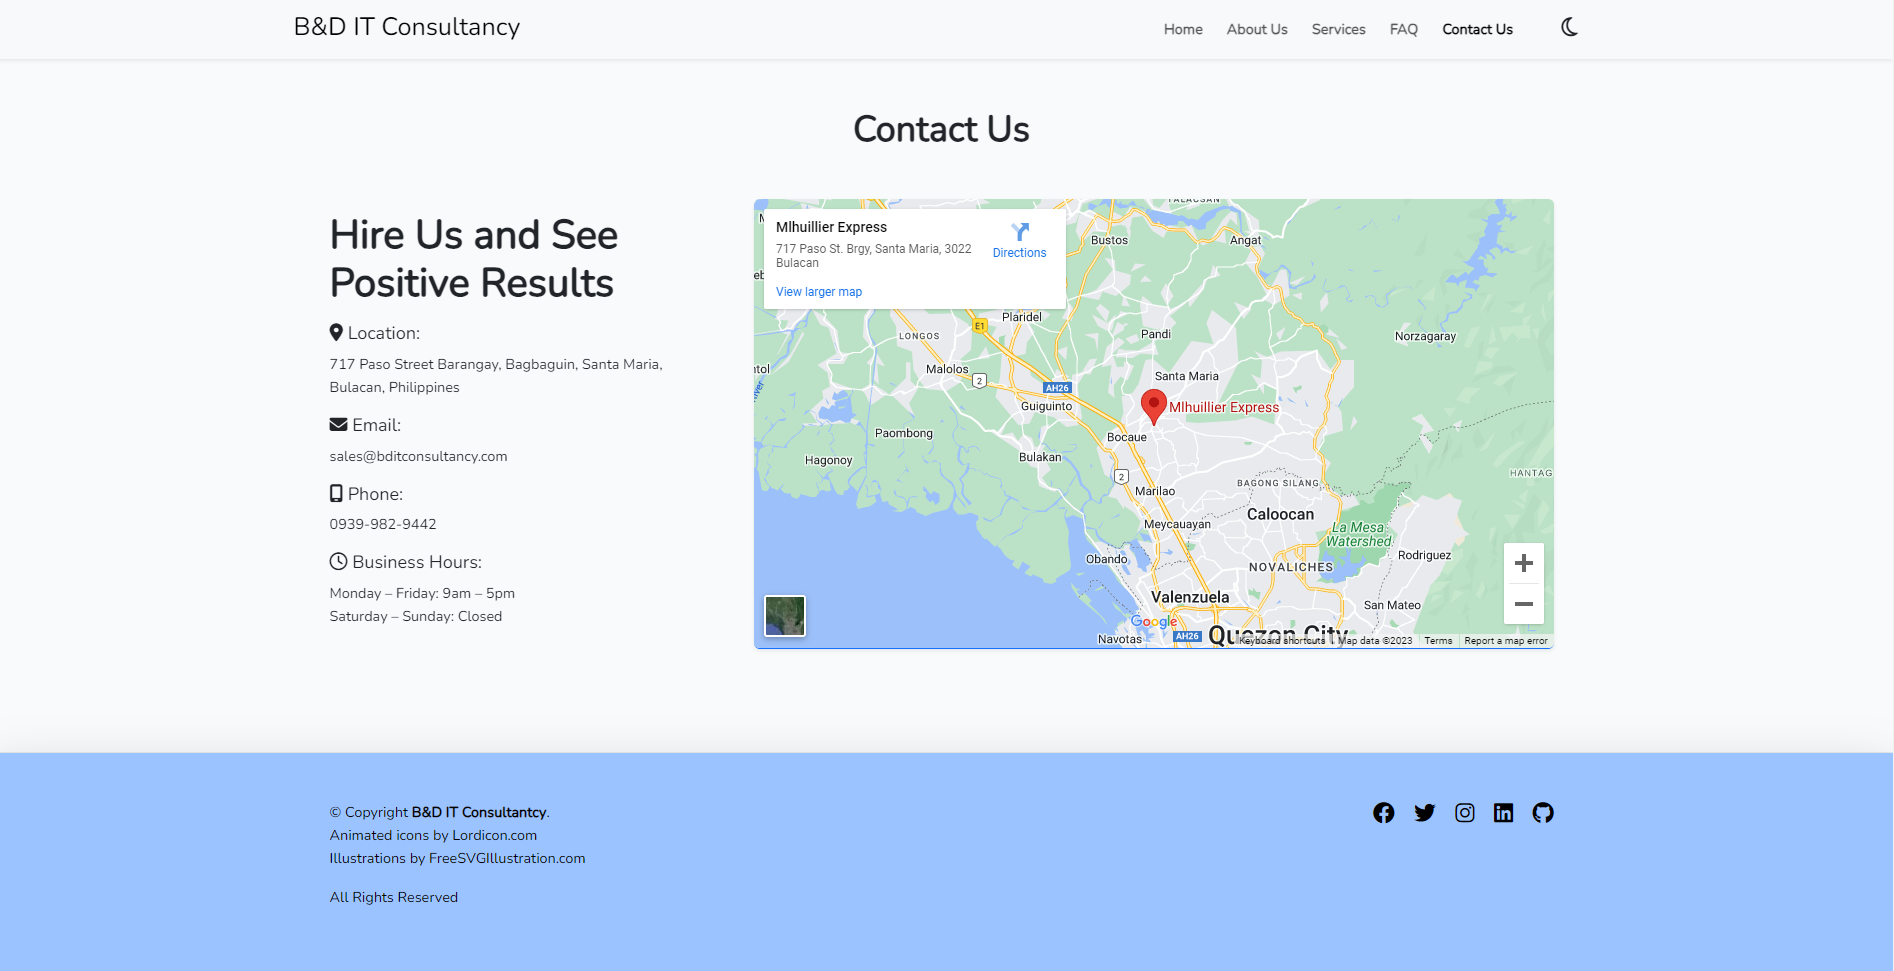 B&D IT Consultancy
Home About Us Services FAQ Contact Us
Contact Us
Hire Us and See
Positive Results
Location:
717 Paso Street Barangay, Bagbaguin, Santa Maria,
Bulacan, Philippines
Email:
sales@bditconsultancy.com
Phone:
0939-982-9442
Business Hours:
Monday – Friday: 9am – 5pm
Saturday – Sunday: Closed
Mlhuillier Express
717 Paso St. Brgy, Santa Maria, 3022
Bulacan
Directions
View larger map
TALACSAN
Bustos
Angat
Plaridel
E1
LONGOS
Pandi
Norzagaray
Malolos
2
AH26
Santa Maria
Guiguinto
Mlhuillier Express
Paombong
Bocaue
Hagonoy
Bulakan
2
HANTAG
BAGONG SILANG
Marilao
Caloocan
Meycauayan
La Mesa
Watershed
Rodriguez
Obando
NOVALICHES
Valenzuela
San Mateo
Google
Navotas
AH26
Quezon City
Keyboard shortcuts Map data ©2023 Terms Report a map error
© Copyright B&D IT Consultantcy.
Animated icons by Lordicon.com
Illustrations by FreeSVGIllustration.com
All Rights Reserved